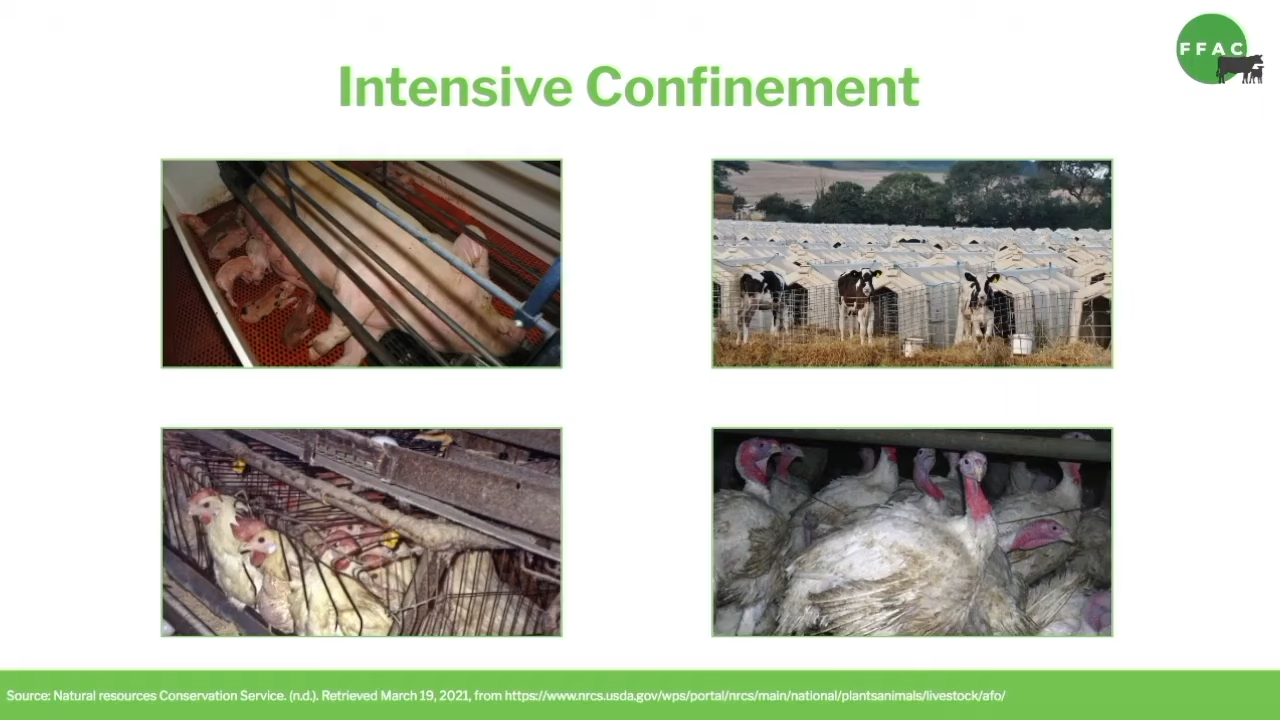 FFAC
Intensive Confinement
Source: Natural resources Conservation Service. (n.d.). Retrieved March 19, 2021, from https://www.nrcs.usda.gov/wps/portal/nrcs/main/national/plantsanimals/livestock/afo/